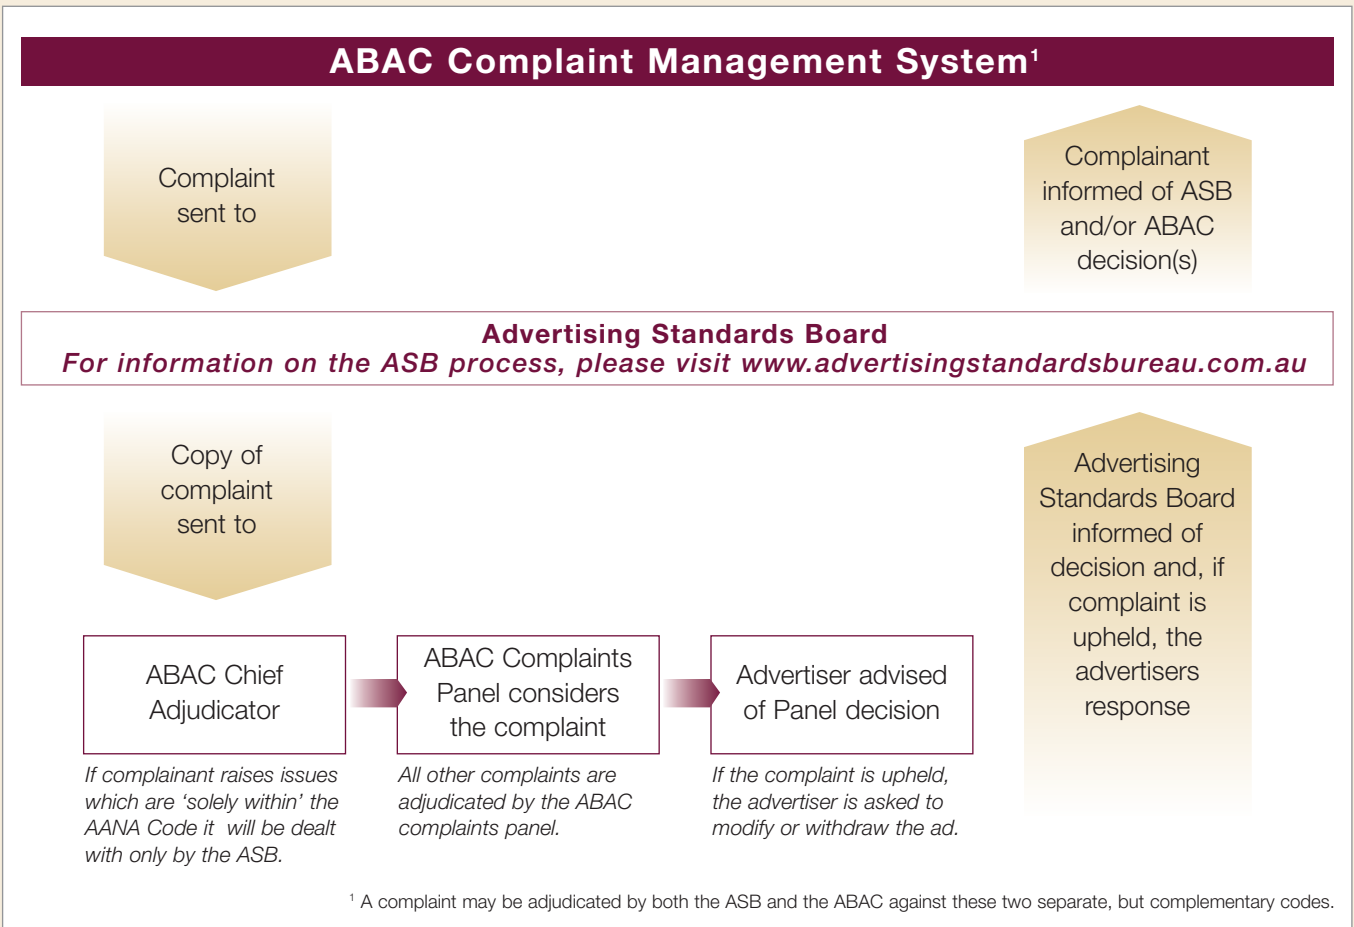 ABAC Complaint Management System¹
Complaint
sent to
Complainant
informed of ASB
and/or ABAC
decision(s)
Advertising Standards Board
For information on the ASB process, please visit www.advertisingstandardsbureau.com.au
Copy of
complaint
sent to
Advertising
Standards Board
informed of
decision and, if
complaint is
upheld, the
advertisers
response
ABAC Chief
Adjudicator
ABAC Complaints
Panel considers
the complaint
Advertiser advised
of Panel decision
If complainant raises issues
which are ‘solely within’ the
AANA Code it will be dealt
with only by the ASB.
All other complaints are
adjudicated by the ABAC
complaints panel.
If the complaint is upheld,
the advertiser is asked to
modify or withdraw the ad.
¹ A complaint may be adjudicated by both the ASB and the ABAC against these two separate, but complementary codes.